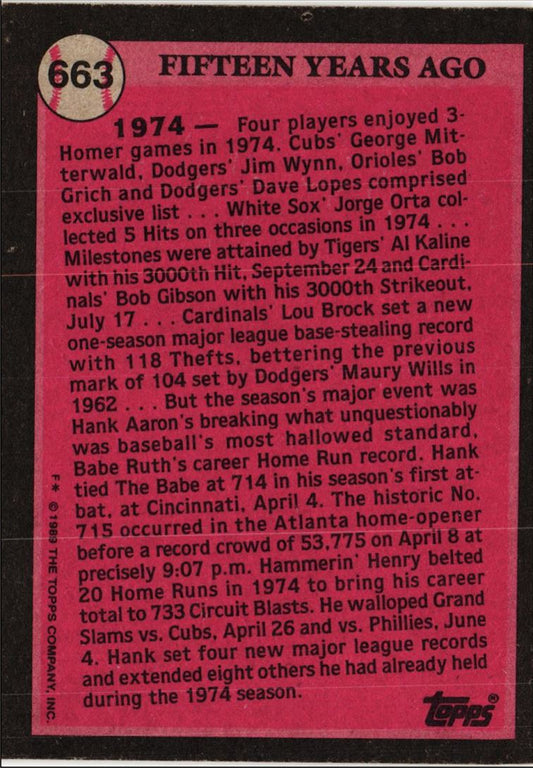 663
FIFTEEN YEARS AGO
1974 — Four players enjoyed 3-
Homer games in 1974. Cubs' George Mit-
terwald, Dodgers' Jim Wynn, Orioles' Bob
Grich and Dodgers' Dave Lopes comprised
exclusive list . . . White Sox' Jorge Orta col-
lected 5 Hits on three occasions in 1974 . . .
Milestones were attained by Tigers' Al Kaline
with his 3000th Hit, September 24 and Cardi-
nals' Bob Gibson with his 3000th Strikeout,
July 17 . . . Cardinals' Lou Brock set a new
one-season major league base-stealing record
with 118 Thefts, bettering the previous
mark of 104 set by Dodgers' Maury Wills in
1962 . . . But the season's major event was
Hank Aaron's breaking what unquestionably
was baseball's most hallowed standard,
Babe Ruth's career Home Run record. Hank
tied The Babe at 714 in his season's first at-
bat, at Cincinnati, April 4. The historic No.
715 occurred in the Atlanta home-opener
before a record crowd of 53,775 on April 8 at
precisely 9:07 p.m. Hammerin' Henry belted
20 Home Runs in 1974 to bring his career
total to 733 Circuit Blasts. He walloped Grand
Slams vs. Cubs, April 26 and vs. Phillies, June
4. Hank set four new major league records
and extended eight others he had already held
during the 1974 season.
F* © 1989 THE TOPPS COMPANY, INC.
topps®